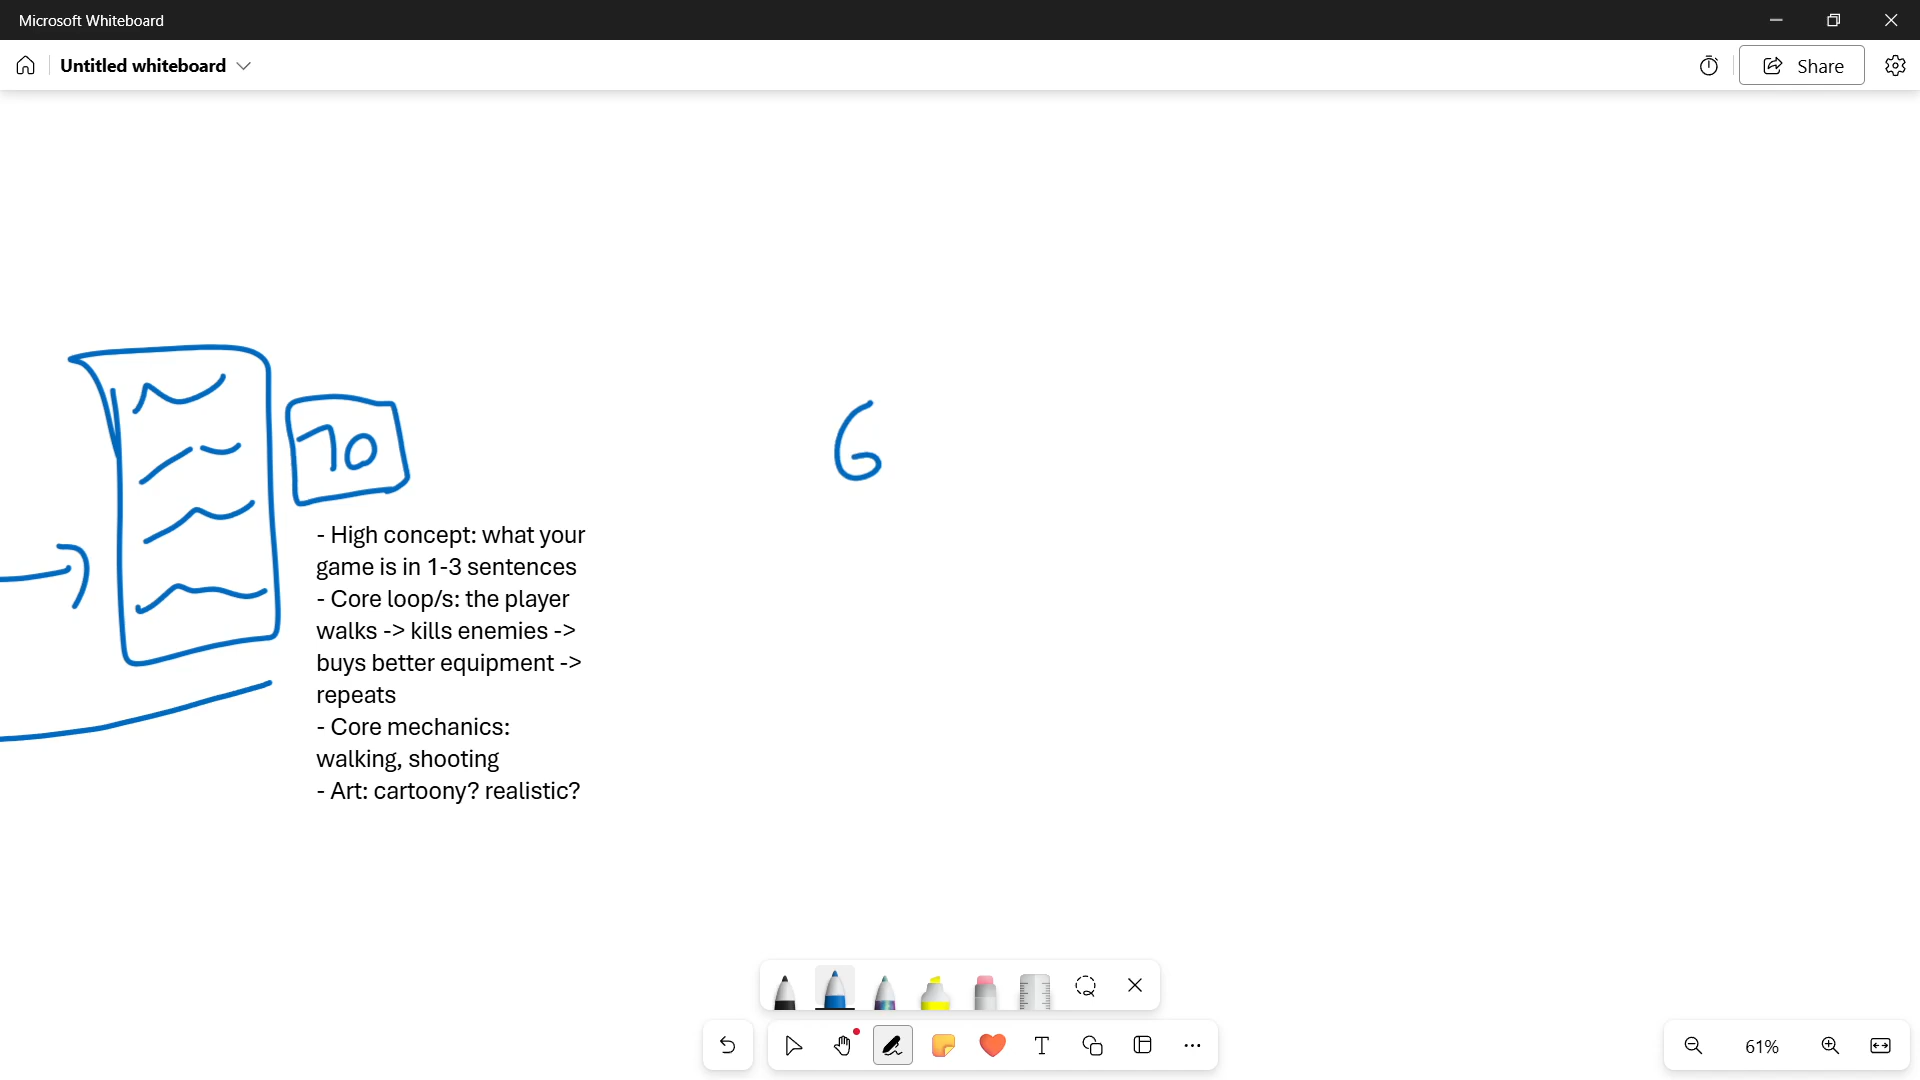 Microsoft Whiteboard
Untitled whiteboard
Share
70
6
- High concept: what your
game is in 1-3 sentences
- Core loop/s: the player
walks -> kills enemies ->
buys better equipment ->
repeats
- Core mechanics:
walking, shooting
- Art: cartoony? realistic?
61%